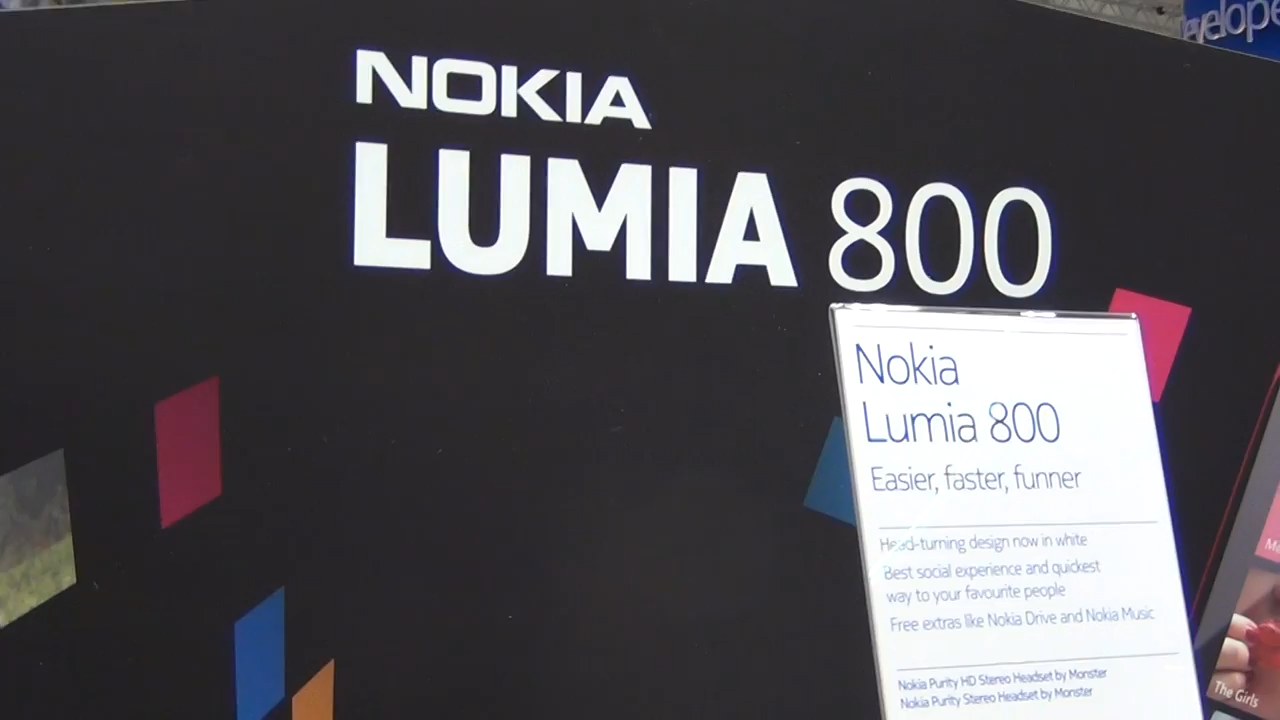 NOKIA
LUMIA 800
Nokia
Lumia 800
Easier, faster, funner
Head-turning design now in white
Best social experience and quickest
way to your favourite people
Free extras like Nokia Drive and Nokia Music
Nokia Purity HD Stereo Headset by Monster
Nokia Purity Stereo Headset by Monster
The Girls